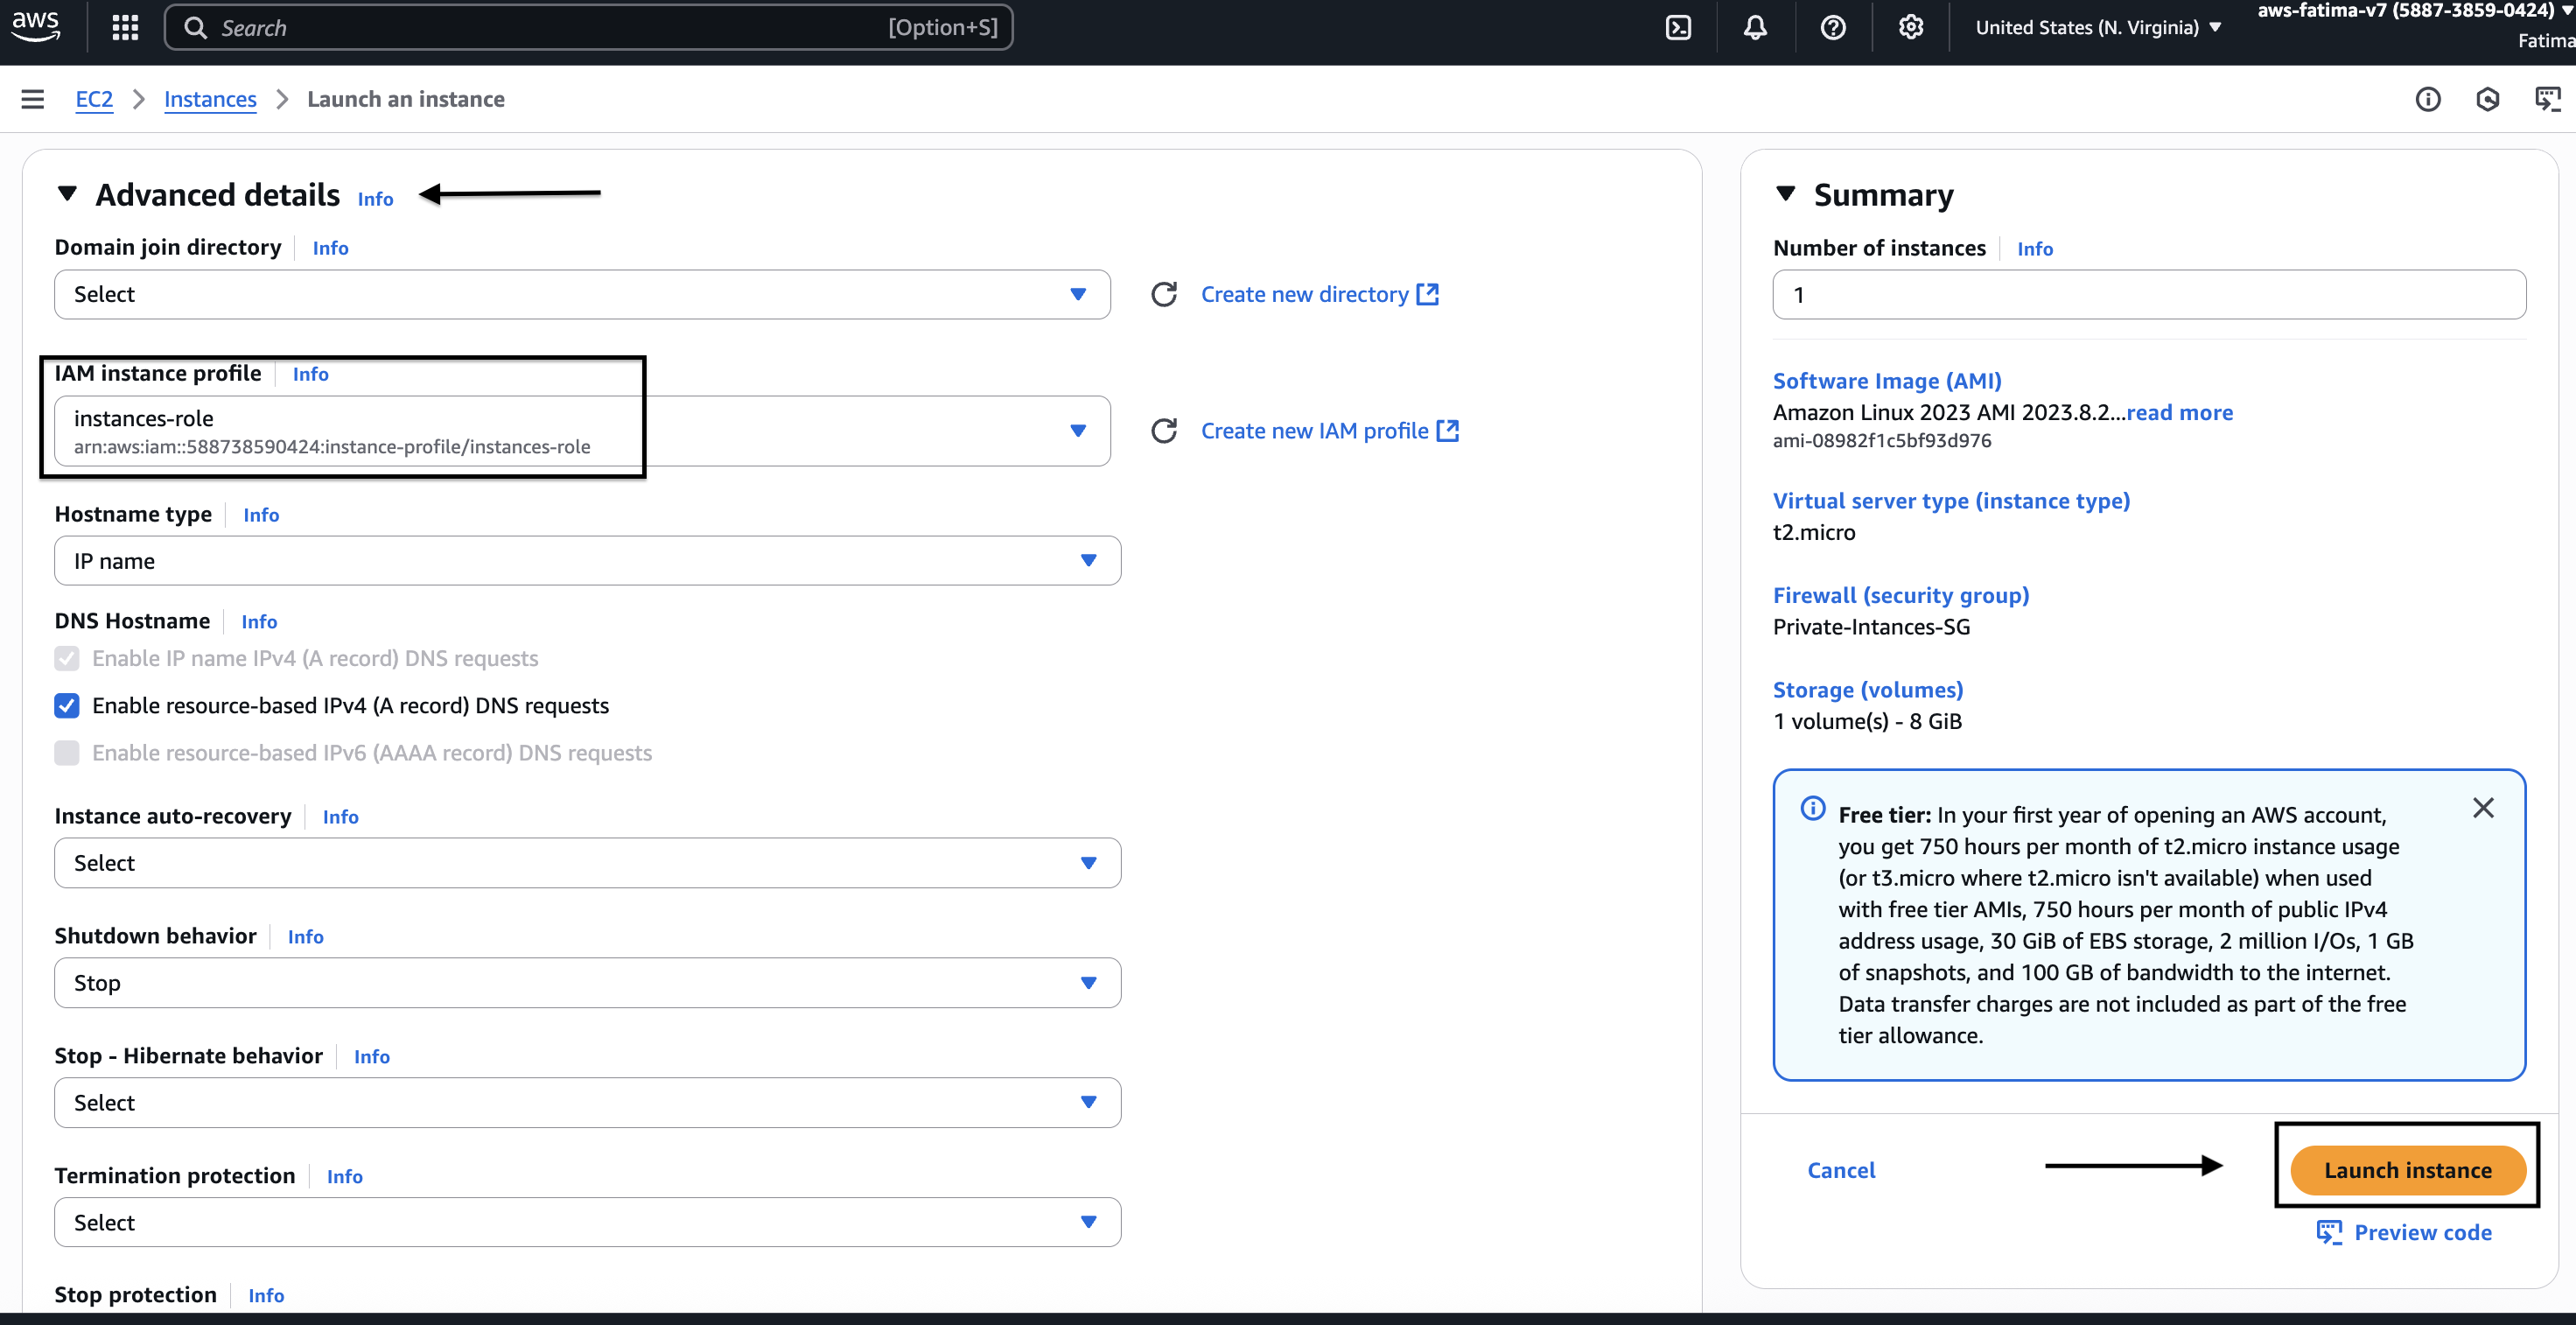 aws
Search
[Option+S]
United States (N. Virginia)
aws-fatima-v7 (5887-3859-0424)
Fatima
EC2
Instances
Launch an instance
Advanced details Info
Domain join directory Info
Select
Create new directory
IAM instance profile Info
instances-role
arn:aws:iam::588738590424:instance-profile/instances-role
Create new IAM profile
Hostname type Info
IP name
DNS Hostname Info
Enable IP name IPv4 (A record) DNS requests
Enable resource-based IPv4 (A record) DNS requests
Enable resource-based IPv6 (AAAA record) DNS requests
Instance auto-recovery Info
Select
Shutdown behavior Info
Stop
Stop - Hibernate behavior Info
Select
Termination protection Info
Select
Stop protection Info
Summary
Number of instances Info
1
Software Image (AMI)
Amazon Linux 2023 AMI 2023.8.2...read more
ami-08982f1c5bf93d976
Virtual server type (instance type)
t2.micro
Firewall (security group)
Private-Intances-SG
Storage (volumes)
1 volume(s) - 8 GiB
Free tier: In your first year of opening an AWS account,
you get 750 hours per month of t2.micro instance usage
(or t3.micro where t2.micro isn't available) when used
with free tier AMIs, 750 hours per month of public IPv4
address usage, 30 GiB of EBS storage, 2 million I/Os, 1 GB
of snapshots, and 100 GB of bandwidth to the internet.
Data transfer charges are not included as part of the free
tier allowance.
Cancel
Launch instance
Preview code